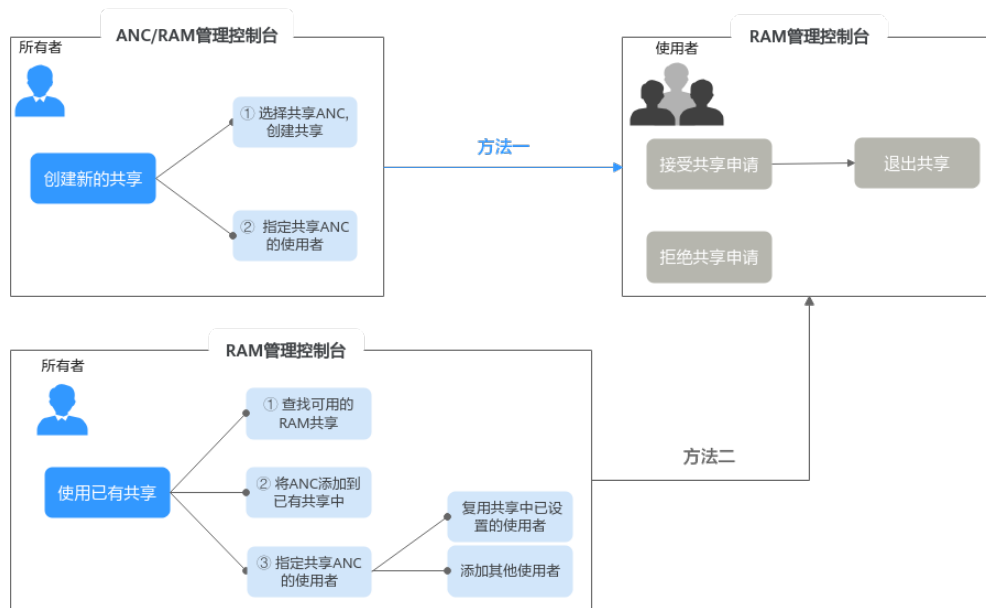 ANC/RAM管理控制台
所有者
① 选择共享ANC,
创建共享
创建新的共享
② 指定共享ANC
的使用者
方法一
RAM管理控制台
使用者
接受共享申请
退出共享
拒绝共享申请
RAM管理控制台
所有者
① 查找可用的
RAM共享
使用已有共享
② 将ANC添加到
已有共享中
③ 指定共享ANC
的使用者
复用共享中已设
置的使用者
添加其他使用者
方法二